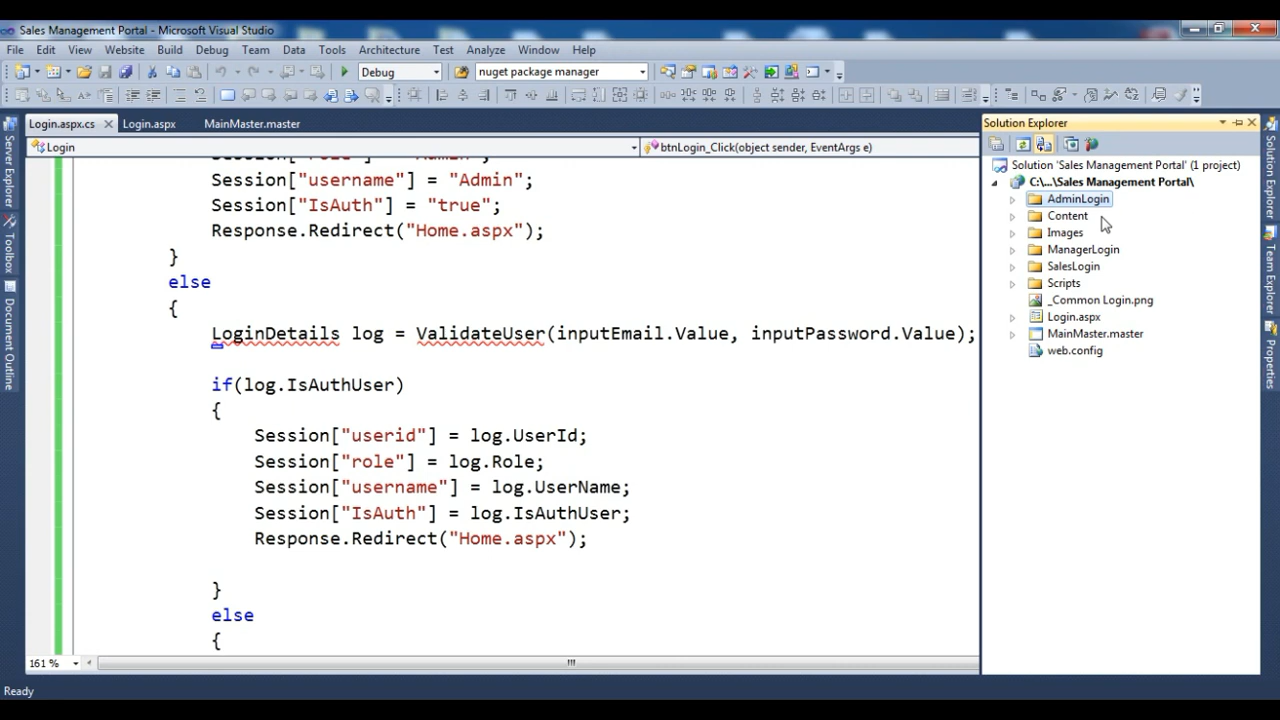 Sales Management Portal - Microsoft Visual Studio
File Edit View Website Build Debug Team Data Tools Architecture Test Analyze Window Help
Debug nuget package manager
Login.aspx.cs Login.aspx MainMaster.master
Login btnLogin_Click(object sender, EventArgs e)
Session["username"] = "Admin";
Session["IsAuth"] = "true";
Response.Redirect("Home.aspx");
}
else
{
LoginDetails log = ValidateUser(inputEmail.Value, inputPassword.Value);
if(log.IsAuthUser)
{
Session["userid"] = log.UserId;
Session["role"] = log.Role;
Session["username"] = log.UserName;
Session["IsAuth"] = log.IsAuthUser;
Response.Redirect("Home.aspx");
}
else
{
161 %
Ready
Server Explorer
Toolbox
Document Outline
Solution Explorer
Solution 'Sales Management Portal' (1 project)
C:\...\Sales Management Portal\
AdminLogin
Content
Images
ManagerLogin
SalesLogin
Scripts
_Common Login.png
Login.aspx
MainMaster.master
web.config
Solution Explorer
Team Explorer
Properties